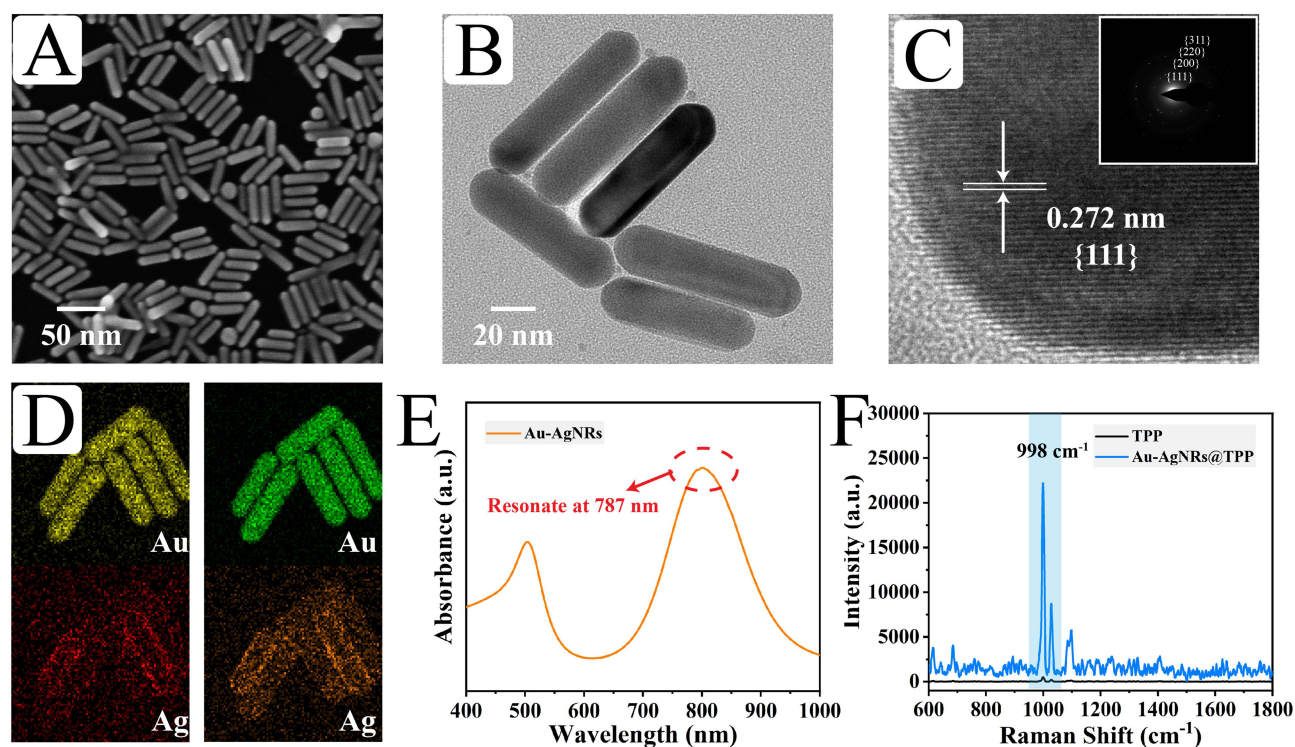 A
50 nm
B
20 nm
C
{311}
{220}
{200}
{111}
0.272 nm
{111}
D
Au
Au
Ag
Ag
E
Au-AgNRs
Resonate at 787 nm
Absorbance (a.u.)
400 500 600 700 800 900 1000
Wavelength (nm)
F
30000
25000
20000
15000
10000
5000
0
998 cm-1
TPP
Au-AgNRs@TPP
Intensity (a.u.)
600 800 1000 1200 1400 1600 1800
Raman Shift (cm-1)